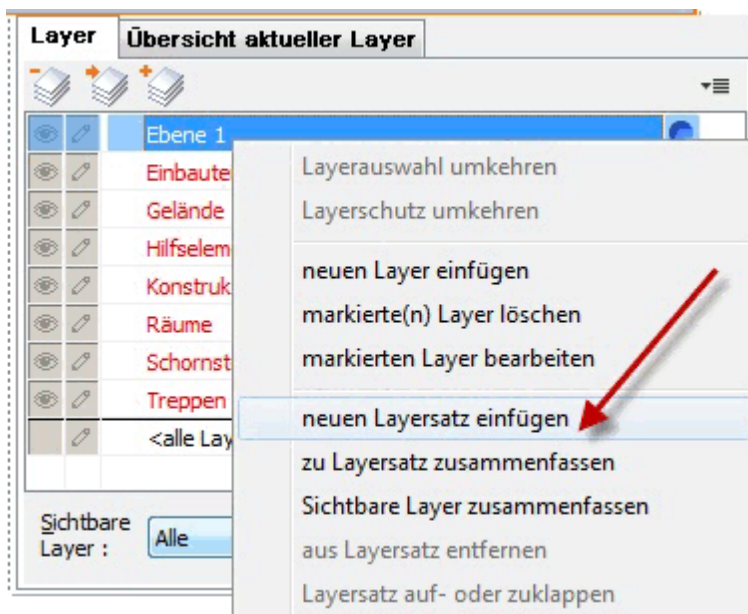 Layer
Übersicht aktueller Layer
Ebene 1
Einbaute
Gelände
Hilfselem
Konstruk
Räume
Schornst
Treppen
<alle Lay
Sichtbare
Layer :
Alle
Layerauswahl umkehren
Layerschutz umkehren
neuen Layer einfügen
markierte(n) Layer löschen
markierten Layer bearbeiten
neuen Layersatz einfügen
zu Layersatz zusammenfassen
Sichtbare Layer zusammenfassen
aus Layersatz entfernen
Layersatz auf- oder zuklappen